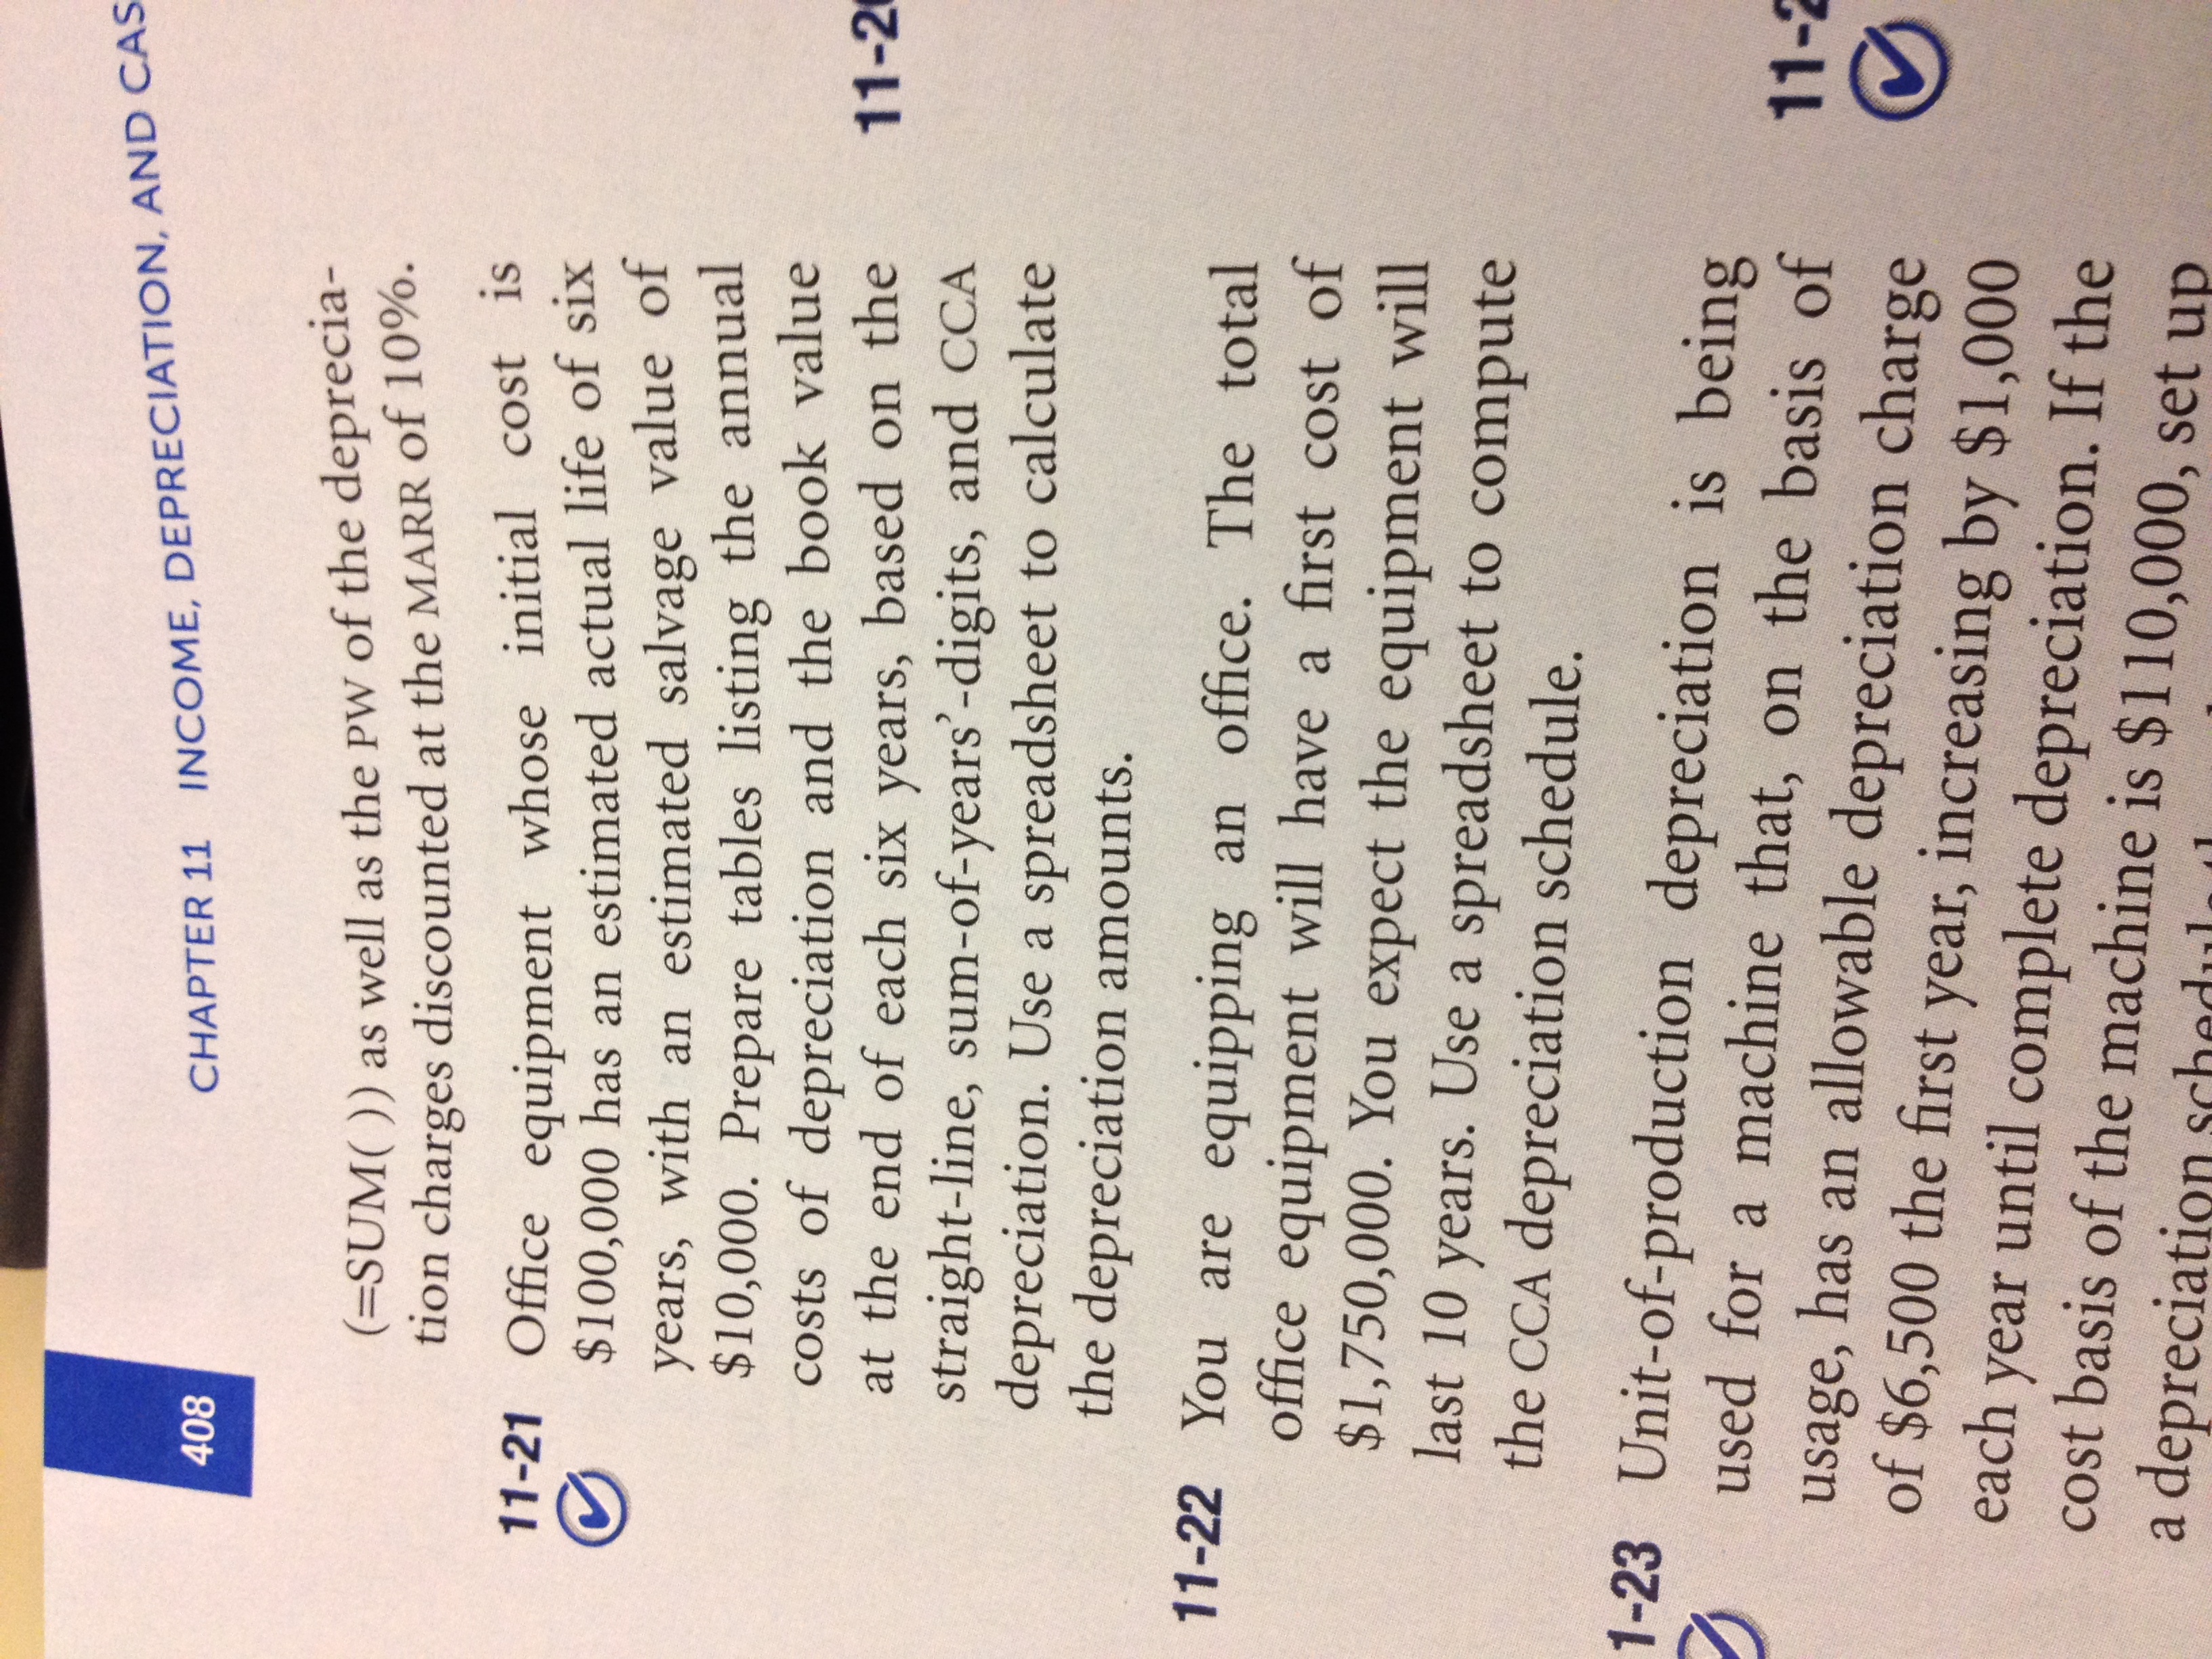 408
CHAPTER 11 INCOME, DEPRECIATION, AND CAS
(=SUM( )) as well as the PW of the deprecia-
tion charges discounted at the MARR of 10%.
11-21 Office equipment whose initial cost is
$100,000 has an estimated actual life of six
years, with an estimated salvage value of
$10,000. Prepare tables listing the annual
costs of depreciation and the book value
at the end of each six years, based on the
straight-line, sum-of-years'-digits, and CCA
depreciation. Use a spreadsheet to calculate
the depreciation amounts.
11-22 You are equipping an office. The total
office equipment will have a first cost of
$1,750,000. You expect the equipment will
last 10 years. Use a spreadsheet to compute
the CCA depreciation schedule.
1-23 Unit-of-production depreciation is being
used for a machine that, on the basis of
usage, has an allowable depreciation charge
of $6,500 the first year, increasing by $1,000
each year until complete depreciation. If the
cost basis of the machine is $110,000, set up
a depreciation schedule
11-2
11-2